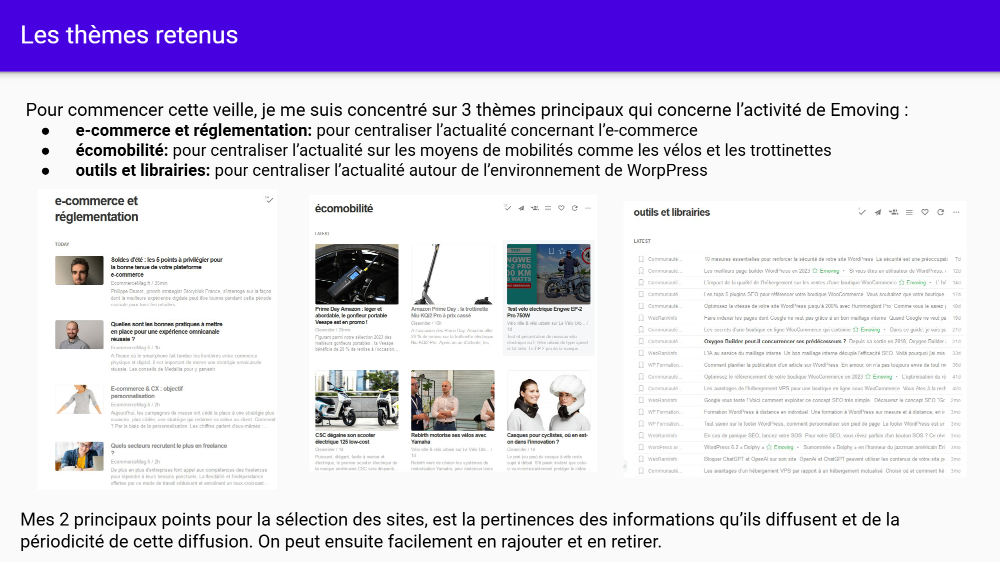 Les thèmes retenus
Pour commencer cette veille, je me suis concentré sur 3 thèmes principaux qui concerne l’activité de Emoving :
● e-commerce et réglementation: pour centraliser l’actualité concernant l’e-commerce
● écomobilité: pour centraliser l’actualité sur les moyens de mobilités comme les vélos et les trottinettes
● outils et librairies: pour centraliser l’actualité autour de l’environnement de WorpPress
e-commerce et
réglementation
54
TODAY
Soldes d'été : les 5 points à privilégier pour
la bonne tenue de votre plateforme
e-commerce
EcommerceMag.fr / 35min
Philippe Brunot, growth strategist Storyblok France, s'interroge sur la façon
dont la meilleure expérience digitale peut être fournie pendant cette période
cruciale pour tous les retailers.
Quelles sont les bonnes pratiques à mettre
en place pour une expérience omnicanale
réussie ?
EcommerceMag.fr / 1h
A l'heure où le smartphone fait tomber les frontières entre commerce
physique et digital, il est important de mener une stratégie omnicanale
réussie. Les conseils de Medallia pour y parvenir.
E-commerce & CX : objectif
personnalisation
EcommerceMag.fr / 2h
Aujourd'hui, les campagnes de masse ont cédé la place à une stratégie plus
nuancée, plus ciblée, une stratégie qui redonne sa valeur au client. Comment
? Par le biais de la personnalisation. Les chiffres parlent d'eux-mêmes :...
Quels secteurs recrutent le plus en freelance
?
EcommerceMag.fr / 2h
De plus en plus d'entreprises font appel aux compétences des freelances
pour répondre à leurs besoins ponctuels. La flexibilité et l'indépendance
offertes par ce mode de travail séduisent et entraînent un taux croissant...
écomobilité
32
LATEST
Prime Day Amazon : léger et
abordable, le gonfleur portable
Veeape est en promo !
Cleanrider / 20min
Figurant parmi notre sélection 2023 des
meilleurs gonfleurs portables , la Veeape
bénéficie de 20 % de remise à l'occasion...
Amazon Prime Day : la trottinette
Niu KQi2 Pro à prix cassé
Cleanrider / 15h
A l'occasion des Prime Day, Amazon offre
20 % de remise sur la trottinette électrique
Niu KQi2 Pro. Après un an d'attente, les...
TEST
NGWE
P-2 PRO
00 KM
0 WATTS
4
Test vélo électrique Engwe EP-2
Pro 750W
Vélo ville & vélo urbain sur Le Vélo Urb... /
1d
Test et présentation du nouveau vélo
électrique ou E-Bike urbain de type speed
et fat bike. Le EP-2 pro de la marque...
CSC dégaine son scooter
électrique 125 low-cost
Cleanrider / 1d
Puissant, élégant, facile à manier et
électrique, le premier scooter électrique de
la marque américaine CSC sera disponib...
Rebirth motorise ses vélos avec
Yamaha
Vélo ville & vélo urbain sur Le Vélo Urb... /
1d
Rebirth vient de choisir les systèmes de
motorisation Yamaha, pour motoriser leurs
Casques pour cyclistes, où en est-
on dans l'innovation ?
Cleanrider / 1d
Le port (ou pas) du casque à vélo reste
sujet à débat. S'il parait évident que celui-
ci va incontestablement protéger le crâne...
outils et librairies
1
LATEST
Communauté... 10 mesures essentielles pour renforcer la sécurité de votre site WordPress La sécurité est une préoccupati 7d
Communauté... Les meilleurs page builder WordPress en 2023 Emoving • Si vous êtes un utilisateur de WordPress, 12d
Communauté... L'impact de la qualité de l'hébergement sur les ventes d'une boutique WooCommerce Emoving • L' hé 14d
Communauté... Les tops 5 plugins SEO pour référencer votre boutique WooCommerce Vous souhaitez que votre boutique 17d
Communauté... Optimisez la vitesse de votre site WordPress jusqu'à 200% avec Hummingbird Pro Comme vous le savez 18d
WebRankInfo Faire indexer les pages dont Google ne veut pas grâce à un bon maillage interne Quand Google ne veut pa 19d
Communauté... Les secrets d'une boutique en ligne WooCommerce qui cartonne Emoving • Dans ce guide, je vais pa 21d
Communauté... Oxygen Builder peut-il concurrencer ses prédécesseurs ? Depuis sa sortie en 2018, Oxygen Builder 21d
WebRankInfo L'IA au service du maillage interne Un bon maillage interne décuple l'efficacité SEO. Voilà pourquoi j'ai mis 33d
WP Formation... Comment planifier la publication d'un article sur WordPress En amour, on n'a pas toujours envie de tout m 36d
Communauté... Optimisez le référencement de votre boutique WooCommerce en 2023 Emoving • L'optimisation du ré 41d
Communauté... Les avantages de l'hébergement VPS pour une boutique en ligne sous WooCommerce Vous êtes à la rech 42d
WebRankInfo Google vous teste ! Voici comment exploiter ce concept SEO très simple. Découvrez le concept SEO "Go 2mo
WP Formation... Formation WordPress à distance en individuel Une formation à WordPress sur mesure et à distance, en ir 3mo
WP Formation... Tout savoir sur le footer WordPress, comment personnaliser son pied de page Le footer WordPress est ur 3mo
WebRankInfo En cas de panique SEO, lancez votre SOS Pour votre SEO, vous rêvez parfois d'un bouton SOS ? Ce rêve 3mo
WordPress.or... WordPress 6.2 « Dolphy » Emoving • Surnommée « Dolphy » en l'honneur du jazzman américain Eri 3mo
WebRankInfo Bloquer ChatGPT et OpenAI sur son site OpenAi et ChatGPT peuvent utiliser les contenus de votre site p 3mo
Communauté... Les avantages d'un hébergement VPS par rapport à un hébergement mutualisé Choisir où et comment hé 3mo
Mes 2 principaux points pour la sélection des sites, est la pertinences des informations qu’ils diffusent et de la
périodicité de cette diffusion. On peut ensuite facilement en rajouter et en retirer.